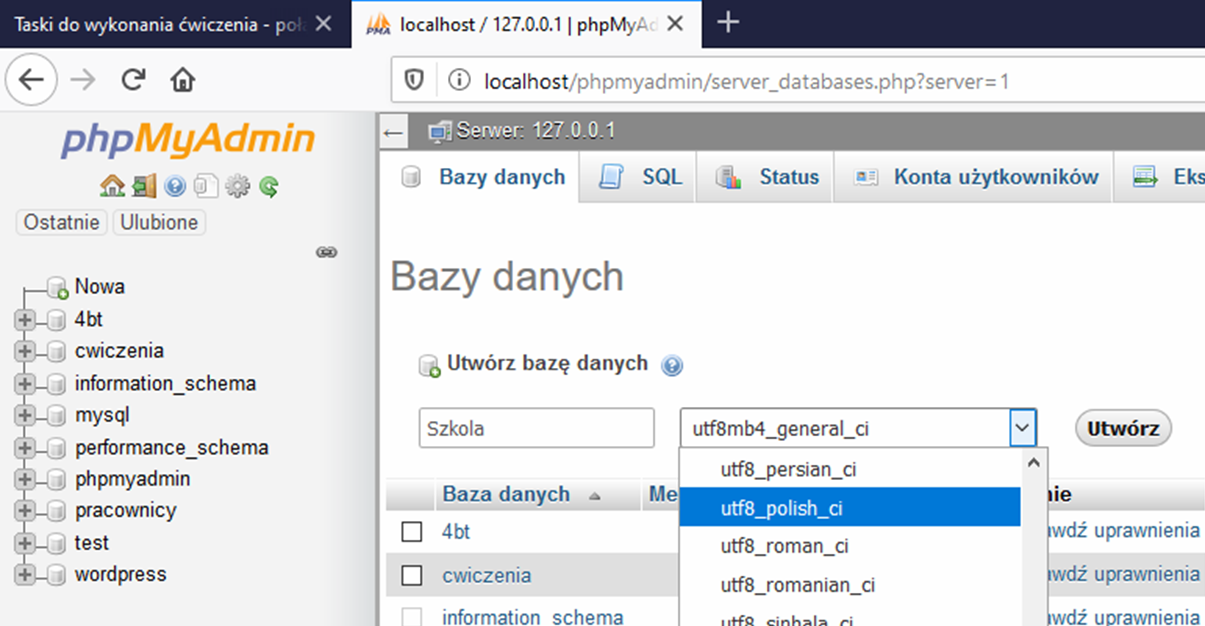 Taski do wykonania ćwiczenia - poła
PMA localhost / 127.0.0.1 | phpMyAd
localhost/phpmyadmin/server_databases.php?server=1
phpMyAdmin
Ostatnie Ulubione
Nowa
4bt
cwiczenia
information_schema
mysql
performance_schema
phpmyadmin
pracownicy
test
wordpress
Serwer: 127.0.0.1
Bazy danych SQL Status Konta użytkowników Eks
Bazy danych
Utwórz bazę danych
Szkola utf8mb4_general_ci Utwórz
utf8_persian_ci
utf8_polish_ci
utf8_roman_ci
utf8_romanian_ci
utf8_sinhala_ci
Baza danych Me nie
4bt wdź uprawnienia
cwiczenia wdź uprawnienia
information_schema wdź uprawnienia